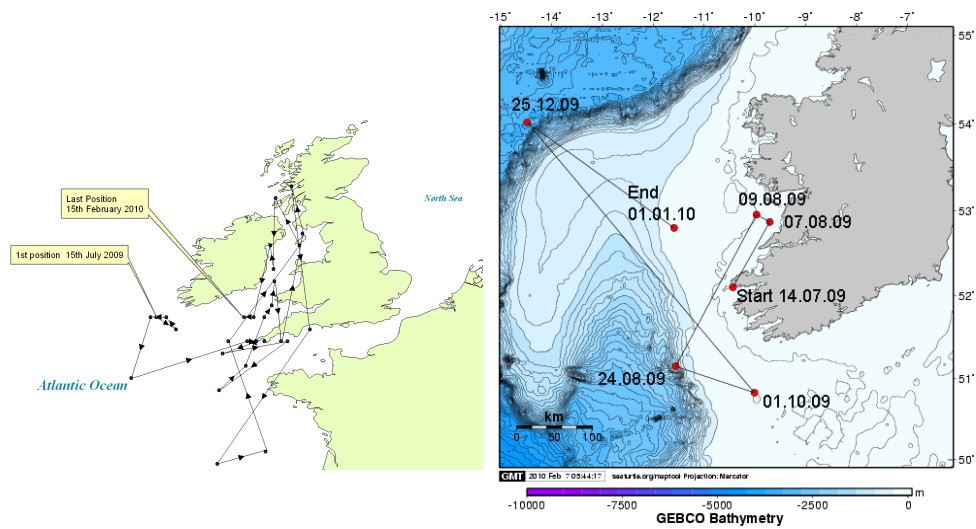 North Sea
Last Position
15th February 2010
1st position 15th July 2009
Atlantic Ocean
-15° -14° -13° -12° -11° -10° -9° -8° -7°
55°
54°
53°
52°
51°
50°
25.12.09
End
01.01.10
09.08.09
07.08.09
Start 14.07.09
24.08.09
01.10.09
km
0 50 100
GMT 2010 Feb 7 05:44:17 seaturtle.org/maptool Projection: Mercator
-10000 -7500 -5000 -2500 0 m
GEBCO Bathymetry